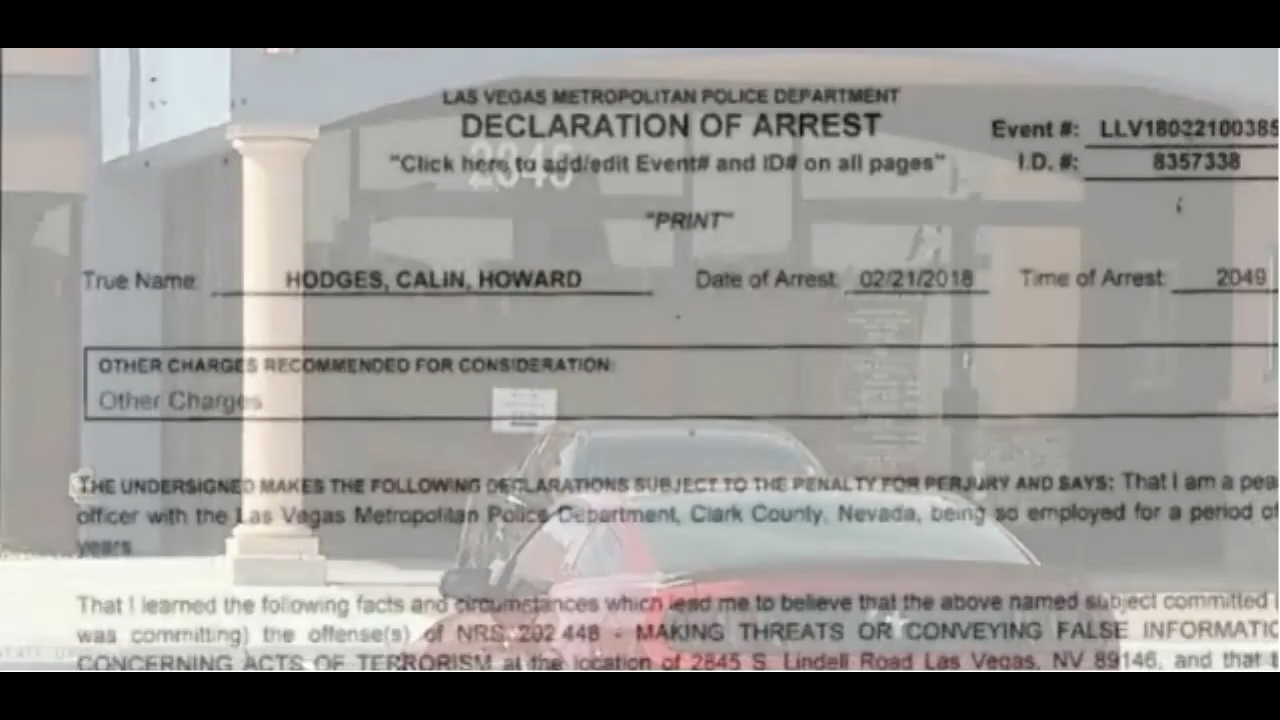 LAS VEGAS METROPOLITAN POLICE DEPARTMENT
DECLARATION OF ARREST
Event #: LLV18022100385
"Click here to add/edit Event# and ID# on all pages"
I.D. #: 8357338
2845
"PRINT"
True Name: HODGES, CALIN, HOWARD Date of Arrest: 02/21/2018 Time of Arrest: 2049
OTHER CHARGES RECOMMENDED FOR CONSIDERATION:
Other Charges
THE UNDERSIGNED MAKES THE FOLLOWING DECLARATIONS SUBJECT TO THE PENALTY FOR PERJURY AND SAYS: That I am a pea
officer with the Las Vegas Metropolitan Police Department, Clark County, Nevada, being so employed for a period of
years
That I learned the following facts and circumstances which lead me to believe that the above named subject committed
was committing) the offense(s) of NRS 202 448 - MAKING THREATS OR CONVEYING FALSE INFORMATIO
CONCERNING ACTS OF TERRORISM at the location of 2845 S. Lindell Road Las Vegas, NV 89146, and that t